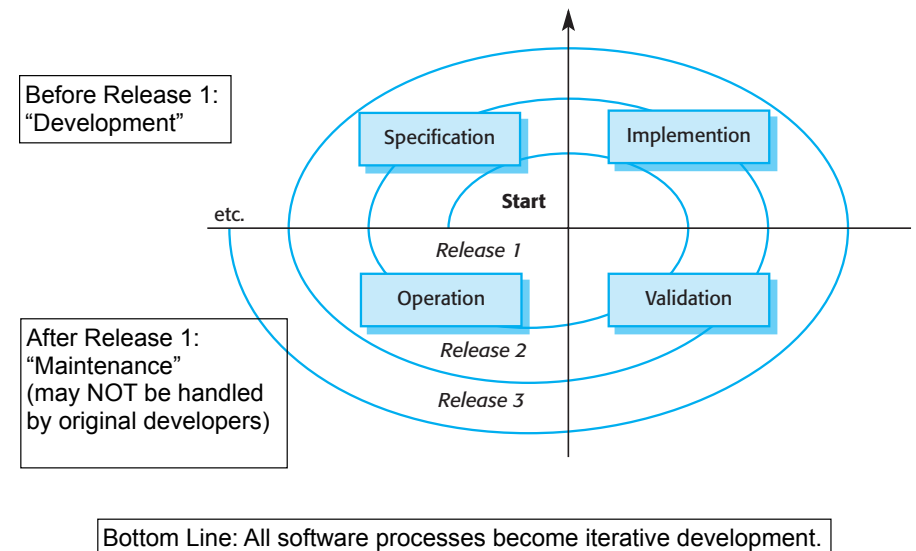 Before Release 1:
“Development”
Specification
Implemention
Start
etc.
Release 1
Operation
Validation
After Release 1:
“Maintenance”
(may NOT be handled
by original developers)
Release 2
Release 3
Bottom Line: All software processes become iterative development.